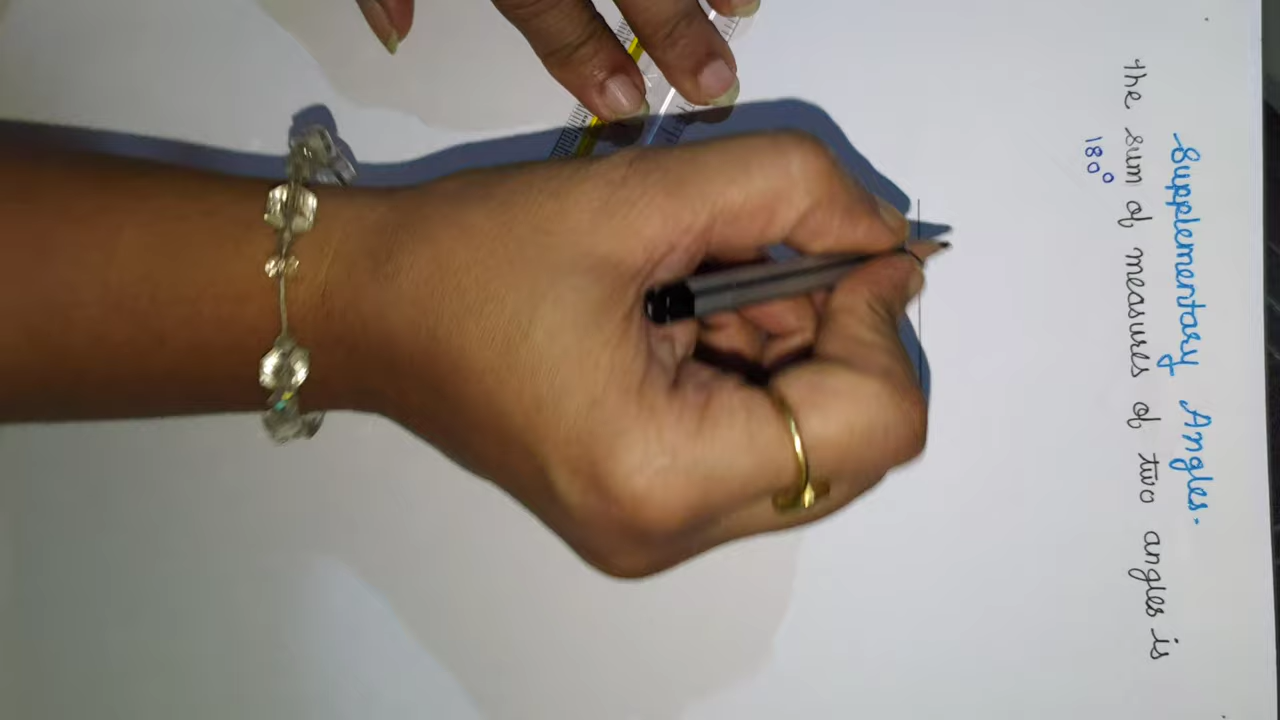 Supplementary Angles.
The sum of measures of two angles is
180°